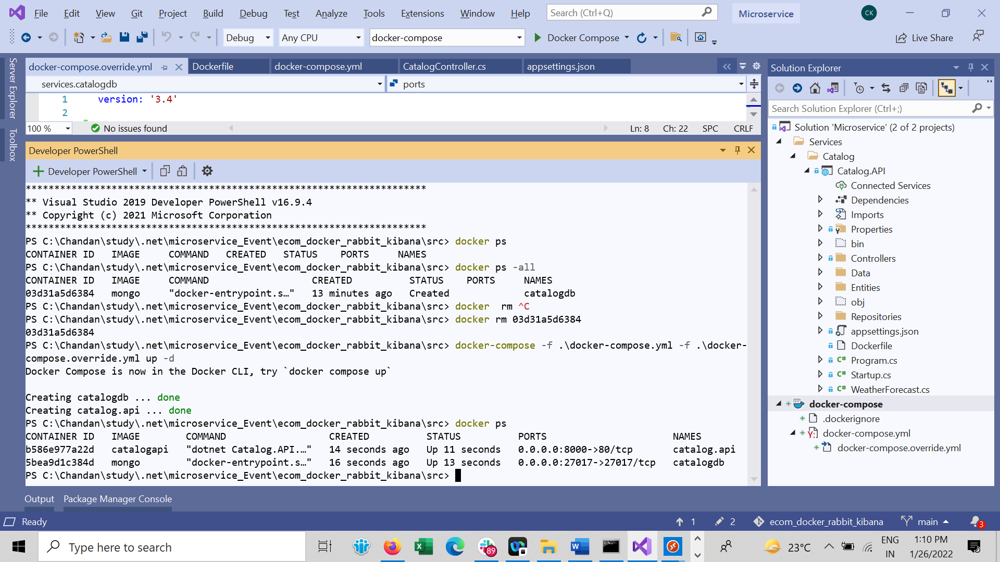 File Edit View Git Project Build Debug Test Analyze Tools Extensions Window Help Search (Ctrl+Q) Microservice CK
Debug Any CPU docker-compose Docker Compose Live Share
Server Explorer
Toolbox
docker-compose.override.yml Dockerfile docker-compose.yml CatalogController.cs appsettings.json
services.catalogdb ports
1 version: '3.4'
2
100 % No issues found Ln: 8 Ch: 22 SPC CRLF
Developer PowerShell
Developer PowerShell
**********************************************************************
** Visual Studio 2019 Developer PowerShell v16.9.4
** Copyright (c) 2021 Microsoft Corporation
**********************************************************************
PS C:\Chandan\study\.net\microservice_Event\ecom_docker_rabbit_kibana\src> docker ps
CONTAINER ID IMAGE COMMAND CREATED STATUS PORTS NAMES
PS C:\Chandan\study\.net\microservice_Event\ecom_docker_rabbit_kibana\src> docker ps -all
CONTAINER ID IMAGE COMMAND CREATED STATUS PORTS NAMES
03d31a5d6384 mongo "docker-entrypoint.s…" 13 minutes ago Created catalogdb
PS C:\Chandan\study\.net\microservice_Event\ecom_docker_rabbit_kibana\src> docker rm ^C
PS C:\Chandan\study\.net\microservice_Event\ecom_docker_rabbit_kibana\src> docker rm 03d31a5d6384
03d31a5d6384
PS C:\Chandan\study\.net\microservice_Event\ecom_docker_rabbit_kibana\src> docker-compose -f .\docker-compose.yml -f .\docker-
compose.override.yml up -d
Docker Compose is now in the Docker CLI, try `docker compose up`
Creating catalogdb ... done
Creating catalog.api ... done
PS C:\Chandan\study\.net\microservice_Event\ecom_docker_rabbit_kibana\src> docker ps
CONTAINER ID IMAGE COMMAND CREATED STATUS PORTS NAMES
b586e977a22d catalogapi "dotnet Catalog.API.…" 14 seconds ago Up 11 seconds 0.0.0.0:8000->80/tcp catalog.api
5bea9d1c384d mongo "docker-entrypoint.s…" 16 seconds ago Up 13 seconds 0.0.0.0:27017->27017/tcp catalogdb
PS C:\Chandan\study\.net\microservice_Event\ecom_docker_rabbit_kibana\src>
Output Package Manager Console
Solution Explorer
Search Solution Explorer (Ctrl+;)
Solution 'Microservice' (2 of 2 projects)
Services
Catalog
Catalog.API
Connected Services
Dependencies
Imports
Properties
bin
Controllers
Data
Entities
obj
Repositories
appsettings.json
Dockerfile
C# Program.cs
C# Startup.cs
C# WeatherForecast.cs
docker-compose
.dockerignore
Y: docker-compose.yml
docker-compose.override.yml
Ready 1 2 ecom_docker_rabbit_kibana main 3
Type here to search 89 23°C ENG 1:10 PM
IN 1/26/2022